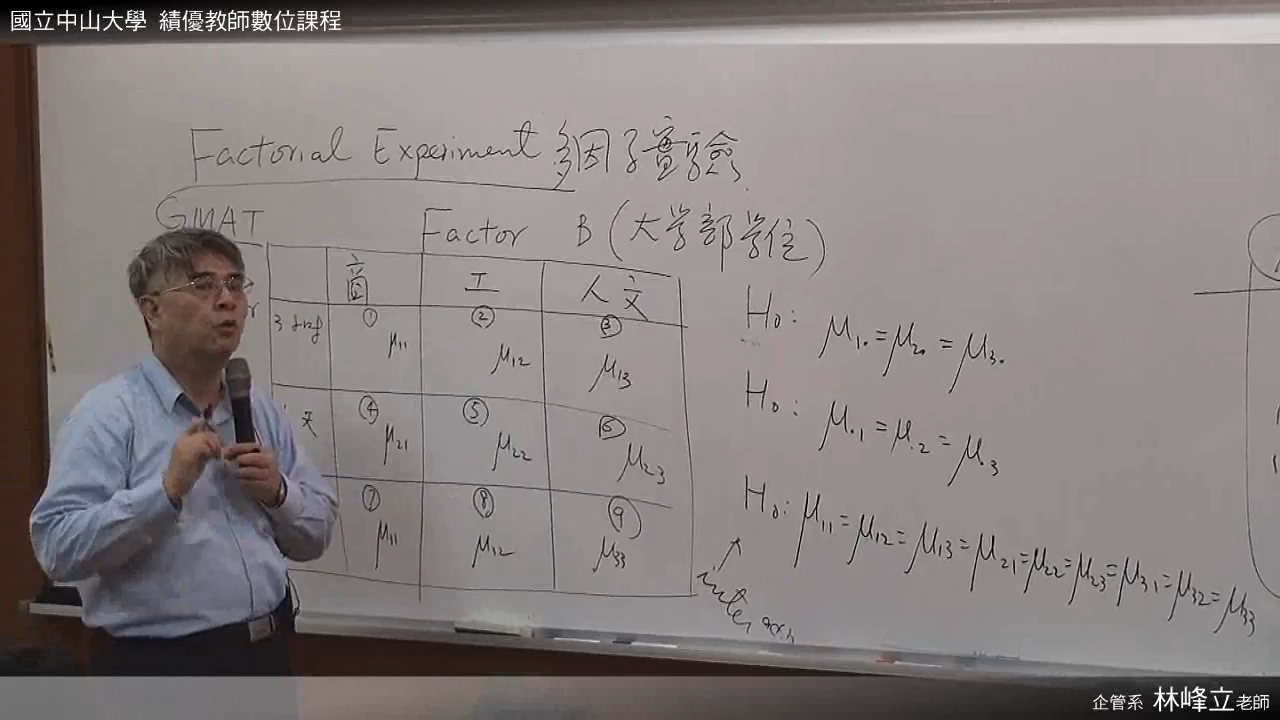 國立中山大學 績優教師數位課程
Factorial Experiment 多因子實驗
GMAT
Factor B (大学部学位)
商 工 人文
① ② ③
μ11 μ12 μ13
天 ④ ⑤ ⑥
μ21 μ22 μ23
⑦ ⑧ ⑨
μ11 μ12 μ33
H0: μ1. = μ2. = μ3.
H0: μ.1 = μ.2 = μ.3
H0: μ11 = μ12 = μ13 = μ21 = μ22 = μ23 = μ31 = μ32 = μ33
企管系 林峰立老師